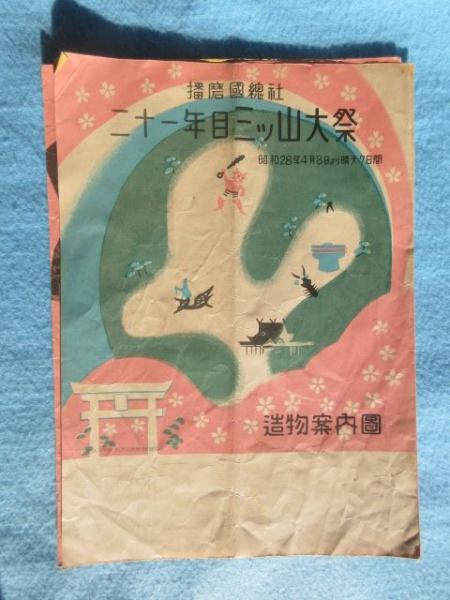 播磨國總社
二十一年目三ッ山大祭
昭和28年4月8日より晴天7日間
造物案内圖